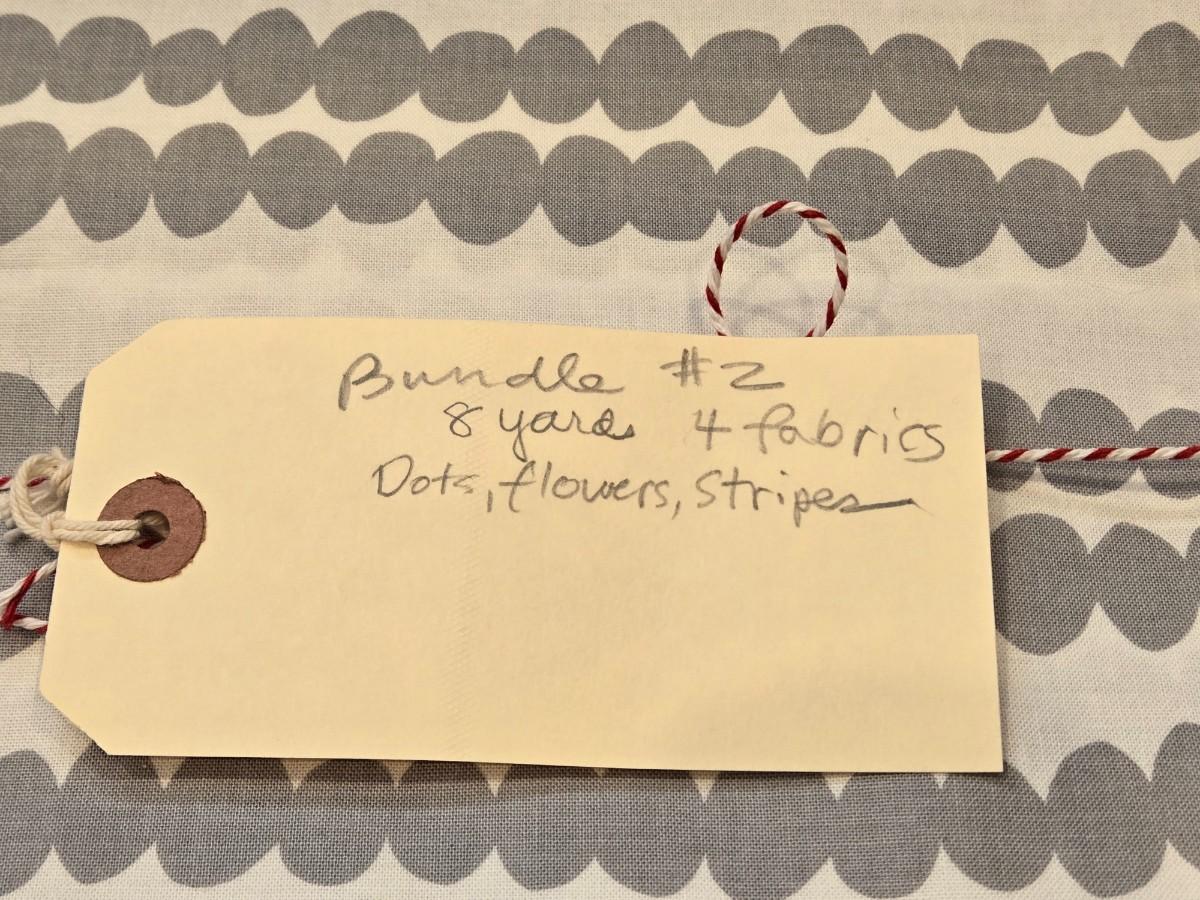 Bundle #2
8 yards 4 fabrics
Dots, flowers, stripes